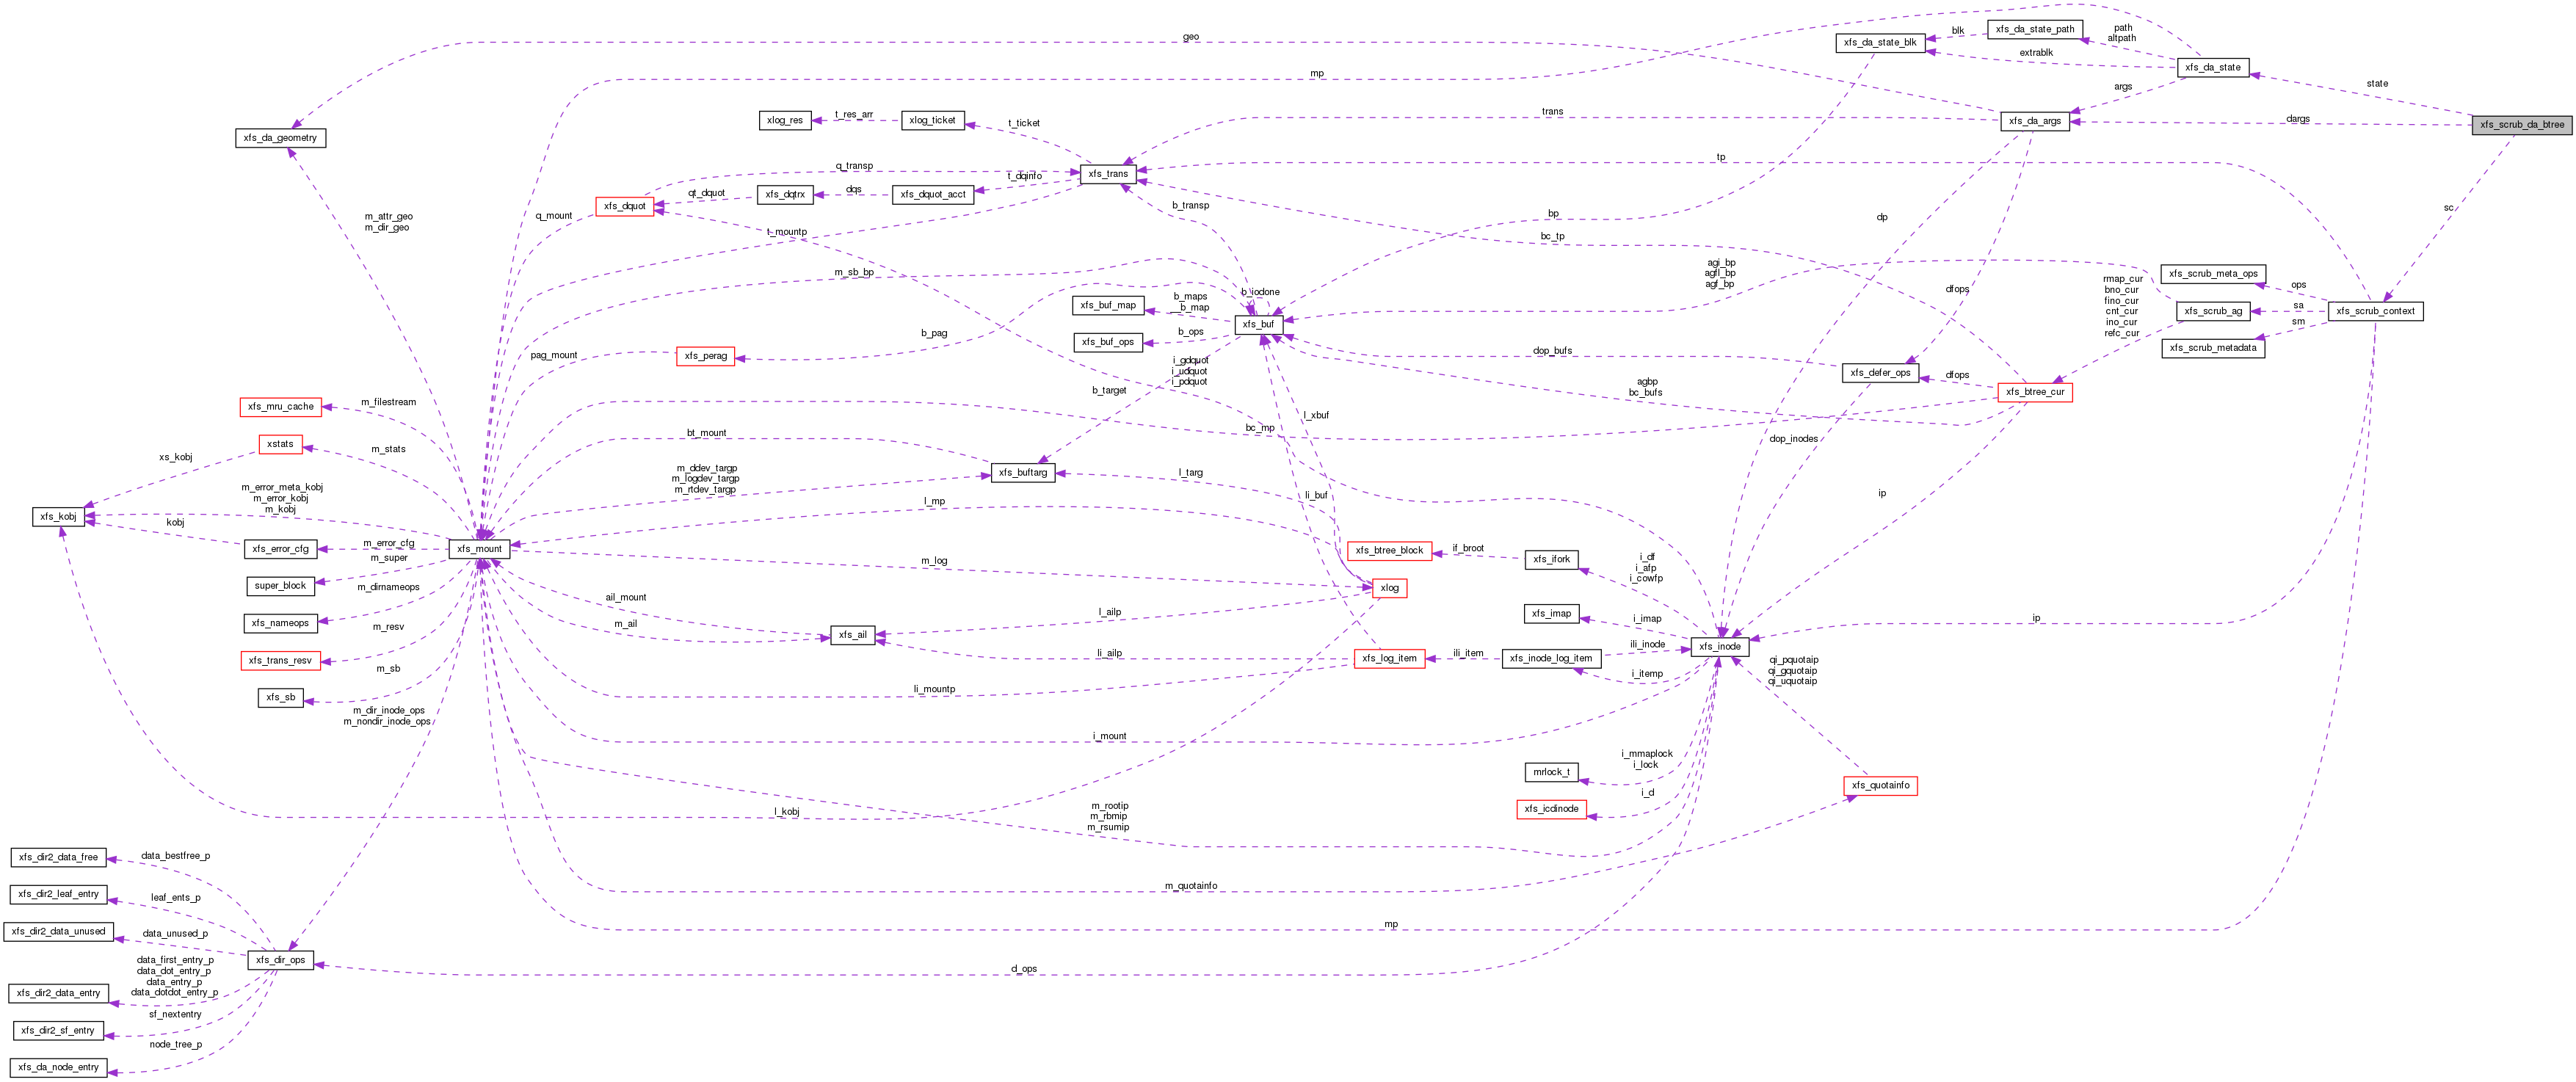 geo
mp
path
altpath
xfs_da_state_path
blk
xfs_da_state_blk
extrablk
xfs_da_state
state
args
xfs_da_args
dargs
xfs_scrub_da_btree
xfs_da_geometry
xlog_res
t_res_arr
xlog_ticket
t_ticket
trans
tp
q_transp
xfs_trans
t_dqinfo
xfs_dquot_acct
dqs
xfs_dqtrx
qt_dquot
xfs_dquot
q_mount
m_attr_geo
m_dir_geo
t_mountp
b_transp
bp
dp
bc_tp
sc
m_sb_bp
agi_bp
agfl_bp
agf_bp
b_iodone
dfops
xfs_scrub_meta_ops
ops
rmap_cur
bno_cur
fino_cur
cnt_cur
ino_cur
refc_cur
xfs_scrub_ag
sa
xfs_scrub_context
sm
xfs_scrub_metadata
xfs_buf_map
b_maps
__b_map
xfs_buf
b_ops
xfs_buf_ops
b_pag
xfs_perag
pag_mount
i_gdquot
i_udquot
i_pdquot
dop_bufs
xfs_defer_ops
dfops
xfs_btree_cur
agbp
bc_bufs
b_target
xfs_mru_cache
m_filestream
l_xbuf
bc_mp
dop_inodes
xstats
m_stats
xs_kobj
bt_mount
m_ddev_targp
m_logdev_targp
m_rtdev_targp
xfs_buftarg
l_targ
li_buf
ip
m_error_meta_kobj
m_error_kobj
m_kobj
xfs_kobj
kobj
l_mp
xfs_error_cfg
m_error_cfg
xfs_mount
m_super
super_block
m_log
xlog
xfs_btree_block
if_broot
xfs_ifork
i_df
i_afp
i_cowfp
m_dirnameops
xfs_nameops
ail_mount
m_ail
xfs_ail
l_ailp
xfs_imap
i_imap
ip
m_resv
xfs_trans_resv
li_ailp
xfs_log_item
ili_item
xfs_inode_log_item
ili_inode
xfs_inode
i_itemp
m_sb
xfs_sb
li_mountp
qi_pquotaip
qi_gquotaip
qi_uquotaip
m_dir_inode_ops
m_nondir_inode_ops
i_mount
i_mmaplock
i_lock
mrlock_t
xfs_quotainfo
i_d
xfs_icdinode
l_kobj
m_rootip
m_rbmip
m_rsumip
m_quotainfo
mp
xfs_dir2_data_free
data_bestfree_p
xfs_dir2_leaf_entry
leaf_ents_p
xfs_dir2_data_unused
data_unused_p
xfs_dir_ops
d_ops
data_first_entry_p
data_dot_entry_p
data_entry_p
data_dotdot_entry_p
xfs_dir2_data_entry
sf_nextentry
xfs_dir2_sf_entry
node_tree_p
xfs_da_node_entry